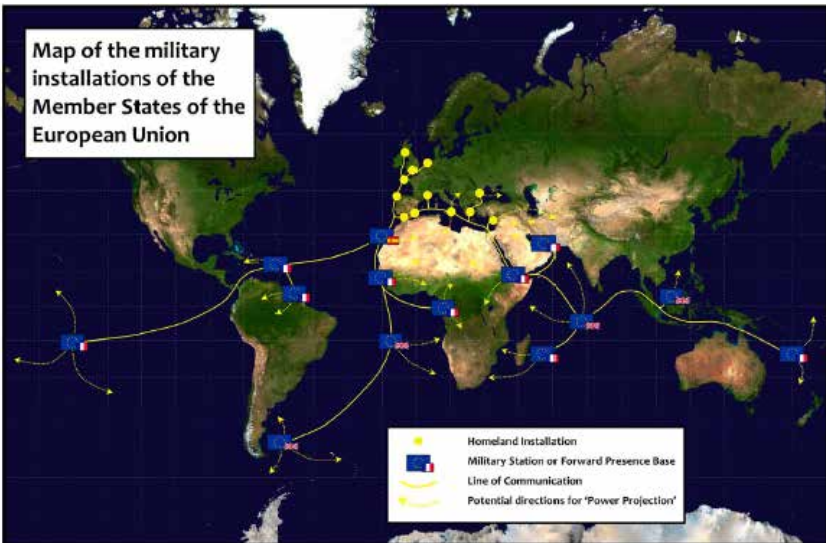 Map of the military
installations of the
Member States of the
European Union
Homeland Installation
Military Station or Forward Presence Base
Line of Communication
Potential directions for 'Power Projection'